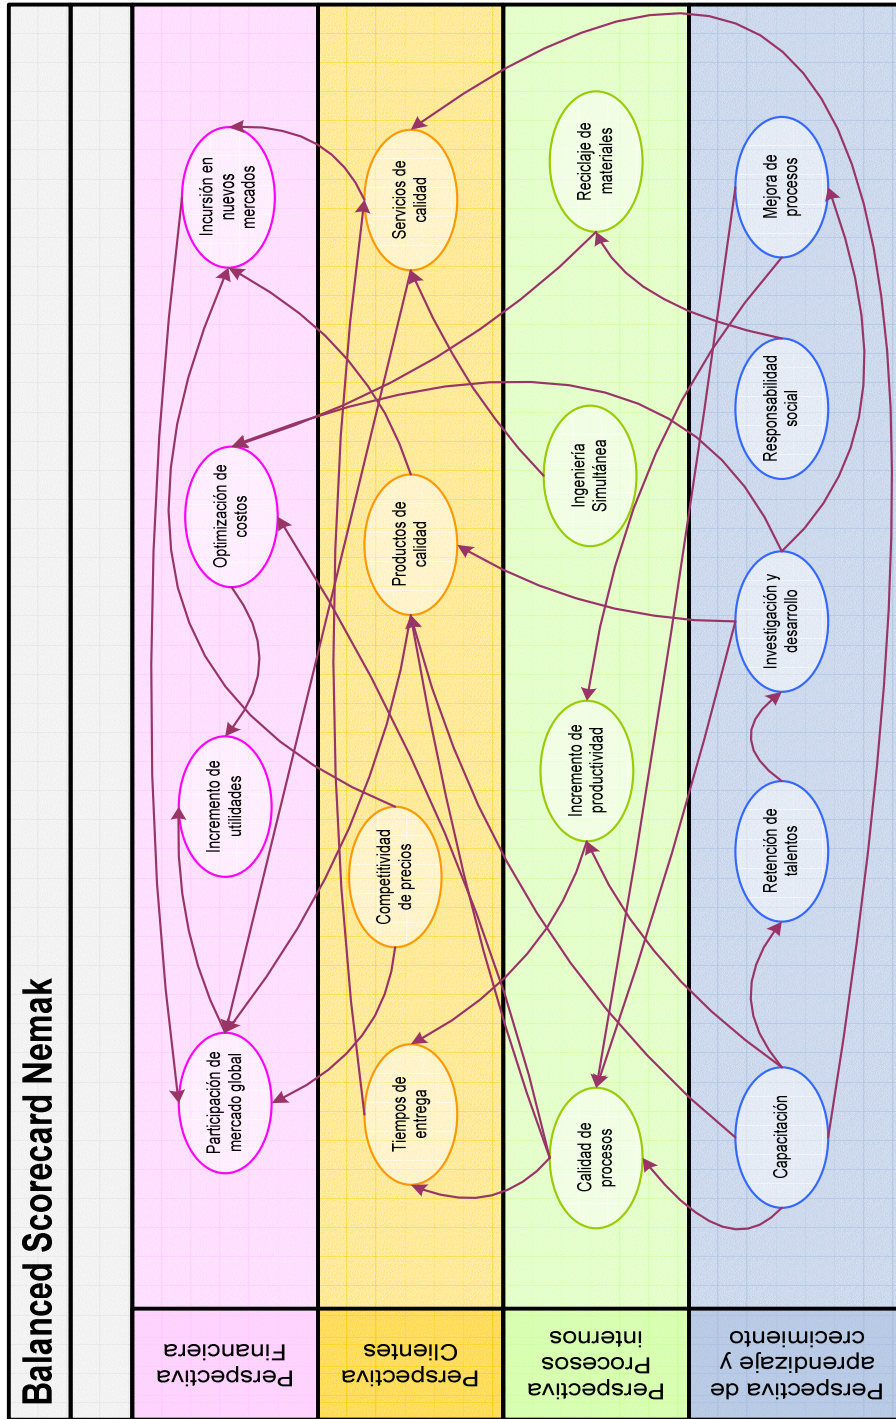 Balanced Scorecard Nemak
Perspectiva
Financiera
Participación de
mercado global
Incremento de
utilidades
Optimización de
costos
Incursión en
nuevos
mercados
Perspectiva
Clientes
Tiempos de
entrega
Competitividad
de precios
Productos de
calidad
Servicios de
calidad
Perspectiva
Procesos
internos
Calidad de
procesos
Incremento de
productividad
Ingeniería
Simultánea
Reciclaje de
materiales
Perspectiva de
aprendizaje y
crecimiento
Capacitación
Retención de
talentos
Investigación y
desarrollo
Responsabilidad
social
Mejora de
procesos